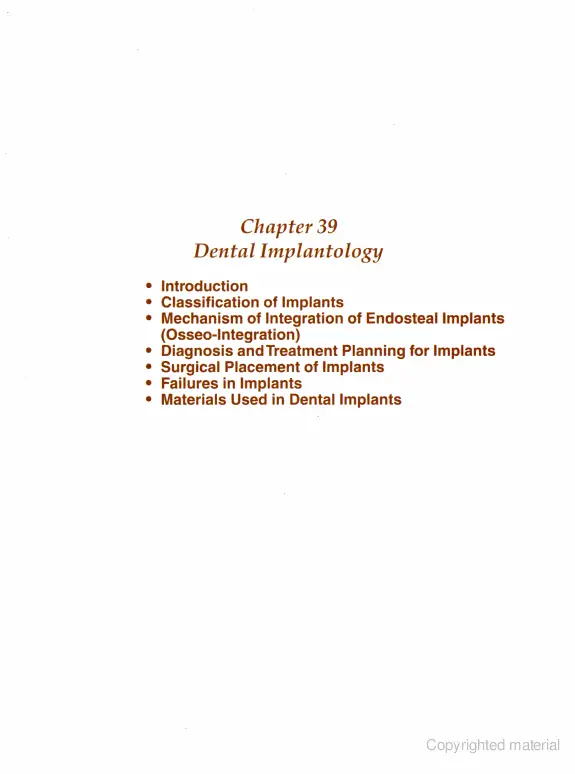 Chapter 39
Dental Implantology
• Introduction
• Classification of Implants
• Mechanism of Integration of Endosteal Implants
(Osseo-Integration)
• Diagnosis and Treatment Planning for Implants
• Surgical Placement of Implants
• Failures in Implants
• Materials Used in Dental Implants
Copyrighted material